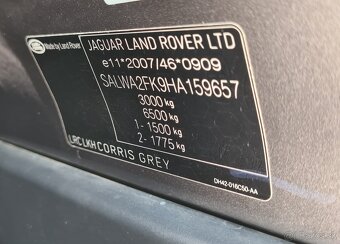 Made by Land Rover
JAGUAR LAND ROVER LTD
e11*2007/46*0909
SALWA2FK9HA159657
3000 kg
6500 kg
1- 1500 kg
2- 1775 kg
LRC LKH CORRIS GREY
DH42-016C50-AA